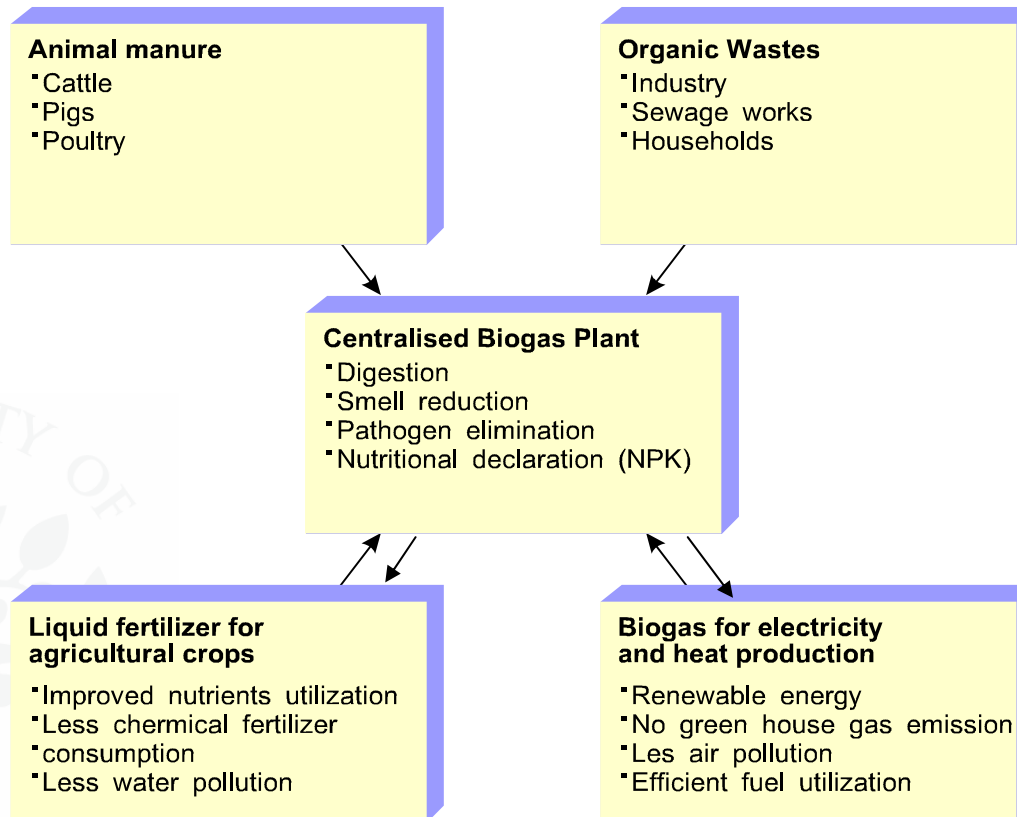 Animal manure
▪Cattle
▪Pigs
▪Poultry
Organic Wastes
▪Industry
▪Sewage works
▪Households
Centralised Biogas Plant
▪Digestion
▪Smell reduction
▪Pathogen elimination
▪Nutritional declaration (NPK)
Liquid fertilizer for
agricultural crops
▪Improved nutrients utilization
▪Less chermical fertilizer
▪consumption
▪Less water pollution
Biogas for electricity
and heat production
▪Renewable energy
▪No green house gas emission
▪Les air pollution
▪Efficient fuel utilization